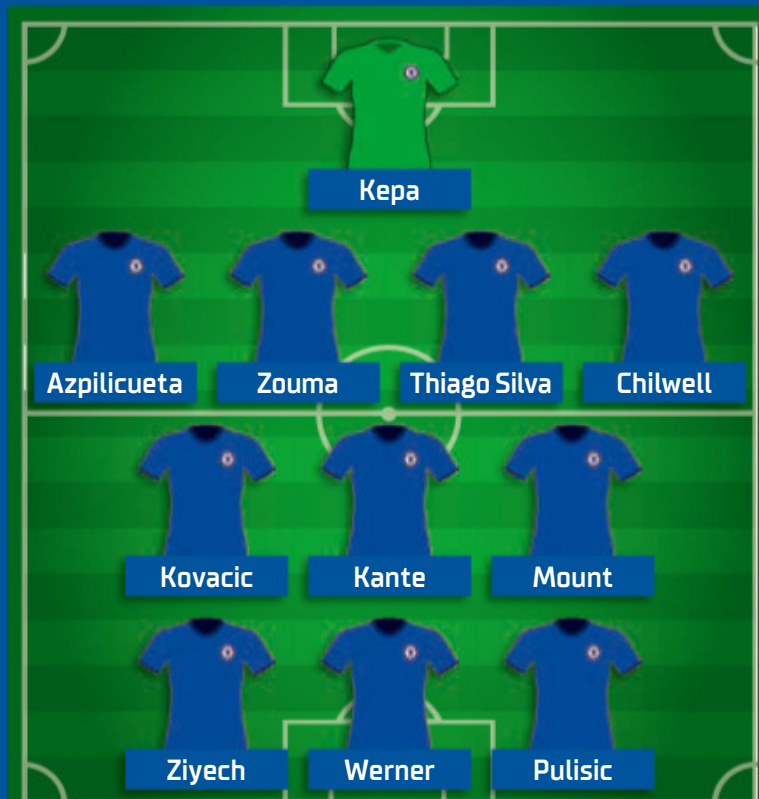 Kepa
Azpilicueta Zouma Thiago Silva Chilwell
Kovacic Kante Mount
Ziyech Werner Pulisic